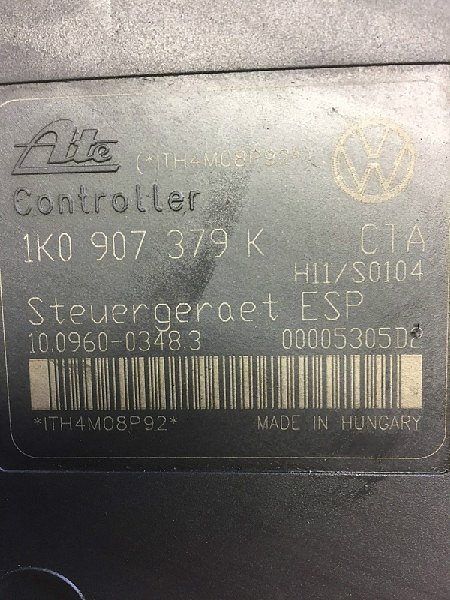 Ate (*ITH4M08P92*)
Controller
1K0 907 379 K C1A
H11/S0104
Steuergeraet ESP
10.0960-0348.3 00005305D2
*ITH4M08P92* MADE IN HUNGARY